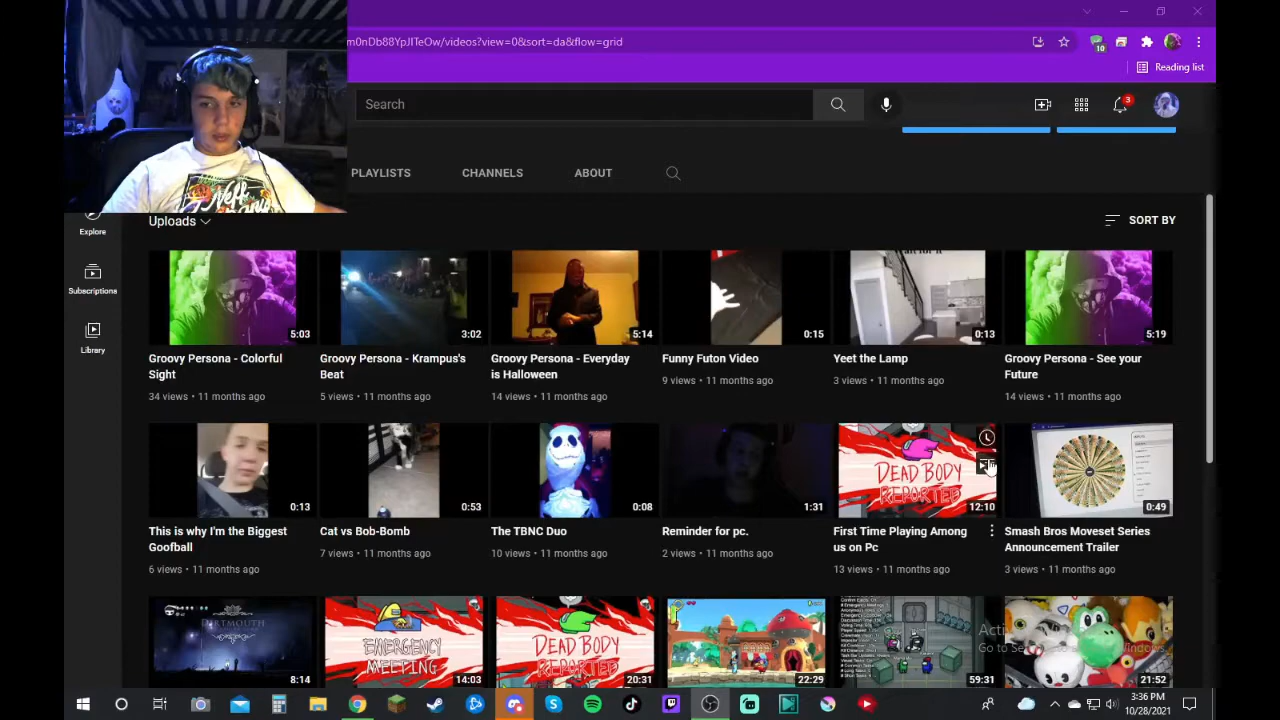 m0nDb88YpJITeOw/videos?view=0&sort=da&flow=grid
10
Reading list
Search
3
PLAYLISTS CHANNELS ABOUT
Uploads
SORT BY
Explore
Subscriptions
Library
5:03
3:02
5:14
0:15
0:13
5:19
Groovy Persona - Colorful
Sight
34 views • 11 months ago
Groovy Persona - Krampus's
Beat
5 views • 11 months ago
Groovy Persona - Everyday
is Halloween
14 views • 11 months ago
Funny Futon Video
9 views • 11 months ago
Yeet the Lamp
3 views • 11 months ago
Groovy Persona - See your
Future
14 views • 11 months ago
0:13
0:53
0:08
1:31
DEAD BODY
REPORTED
12:10
0:49
This is why I'm the Biggest
Goofball
6 views • 11 months ago
Cat vs Bob-Bomb
7 views • 11 months ago
The TBNC Duo
10 views • 11 months ago
Reminder for pc.
2 views • 11 months ago
First Time Playing Among
us on Pc
13 views • 11 months ago
Smash Bros Moveset Series
Announcement Trailer
3 views • 11 months ago
DIRTMOUTH
8:14
EMERGENCY
MEETING
14:03
DEAD BODY
REPORTED
20:31
22:29
59:31
21:52
3:36 PM
10/28/2021